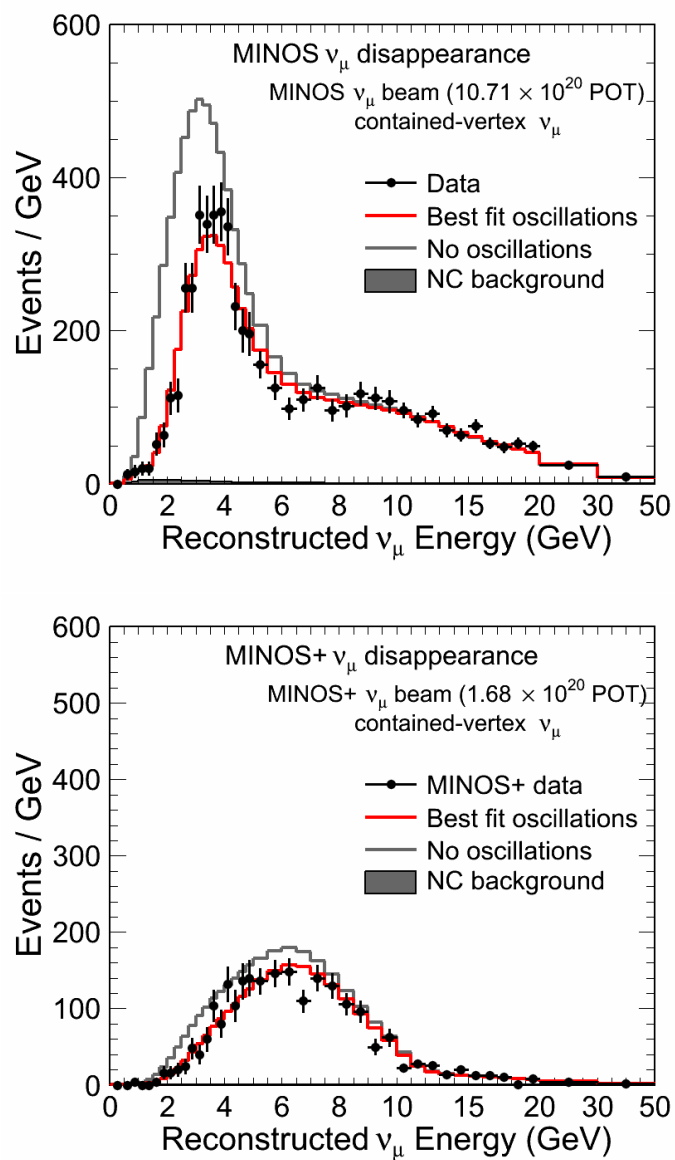 600
MINOS νμ disappearance
MINOS νμ beam (10.71 × 10²⁰ POT)
contained-vertex νμ
400
Data
Best fit oscillations
No oscillations
NC background
200
0
Events / GeV
0 2 4 6 8 10 15 20 30 50
Reconstructed νμ Energy (GeV)
600
MINOS+ νμ disappearance
MINOS+ νμ beam (1.68 × 10²⁰ POT)
contained-vertex νμ
500
400
MINOS+ data
Best fit oscillations
No oscillations
NC background
300
200
100
0
Events / GeV
0 2 4 6 8 10 15 20 30 50
Reconstructed νμ Energy (GeV)